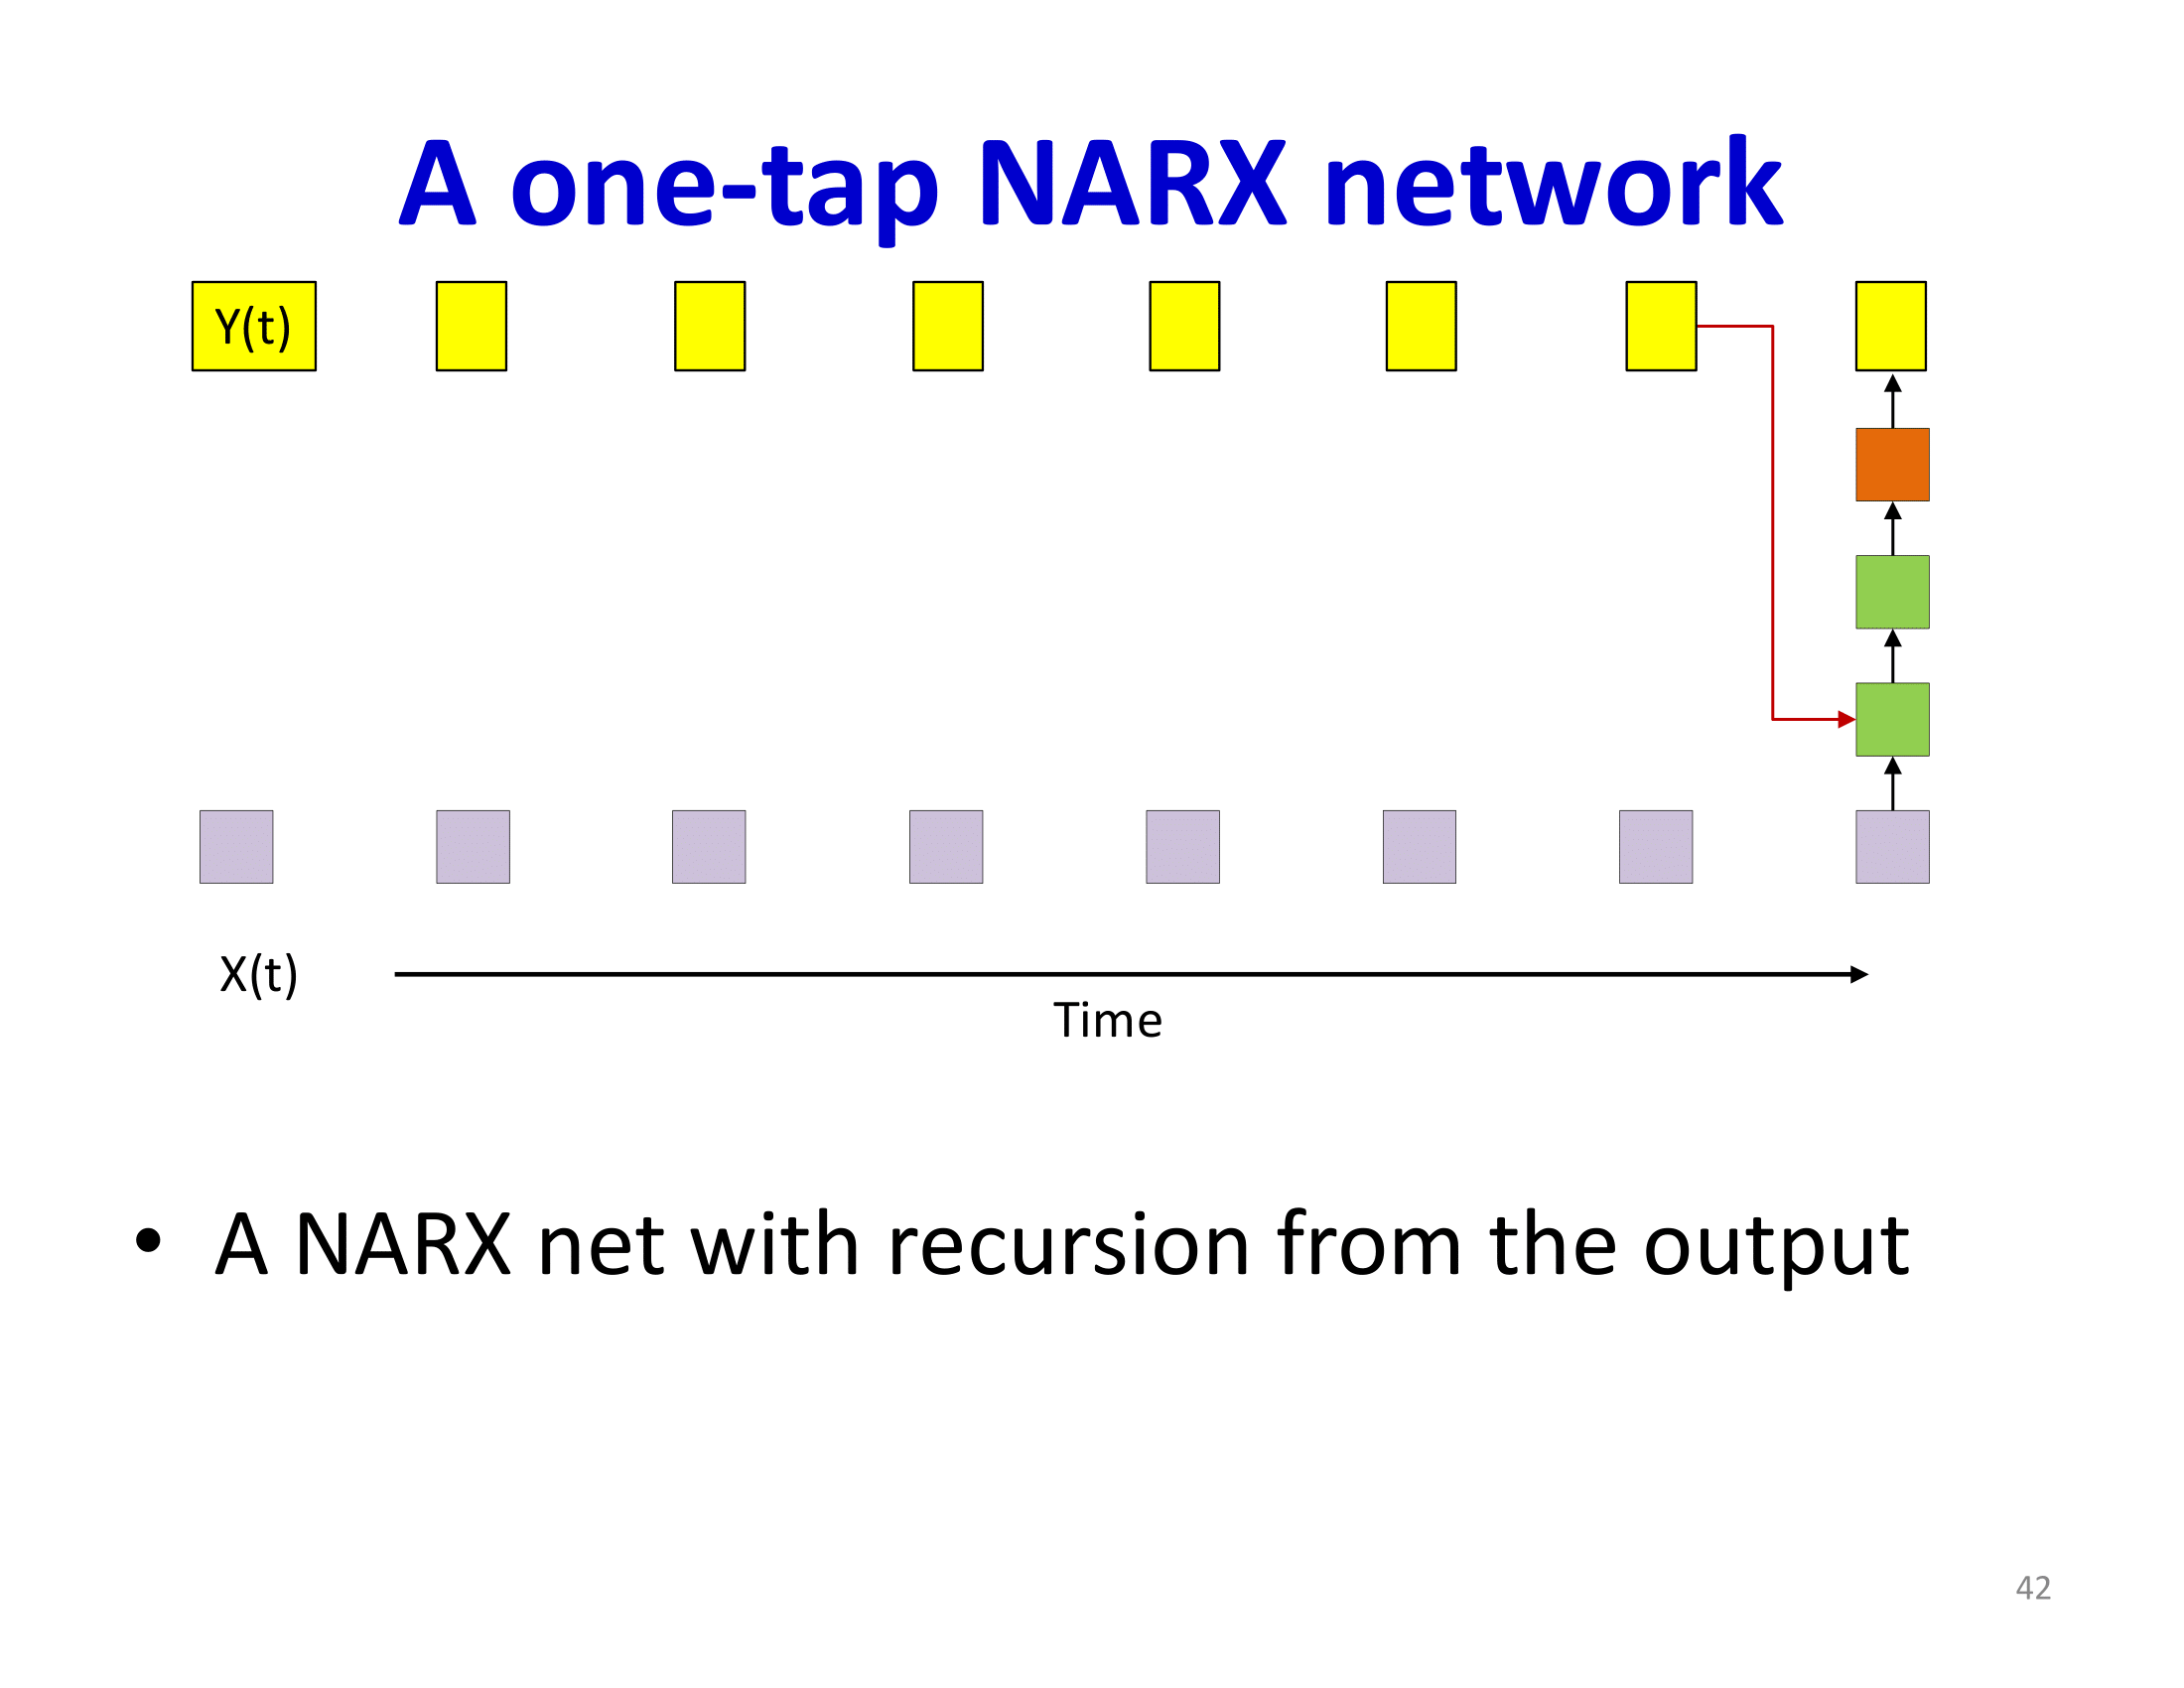 A one-tap NARX network
Y(t)
X(t)
Time
• A NARX net with recursion from the output
42